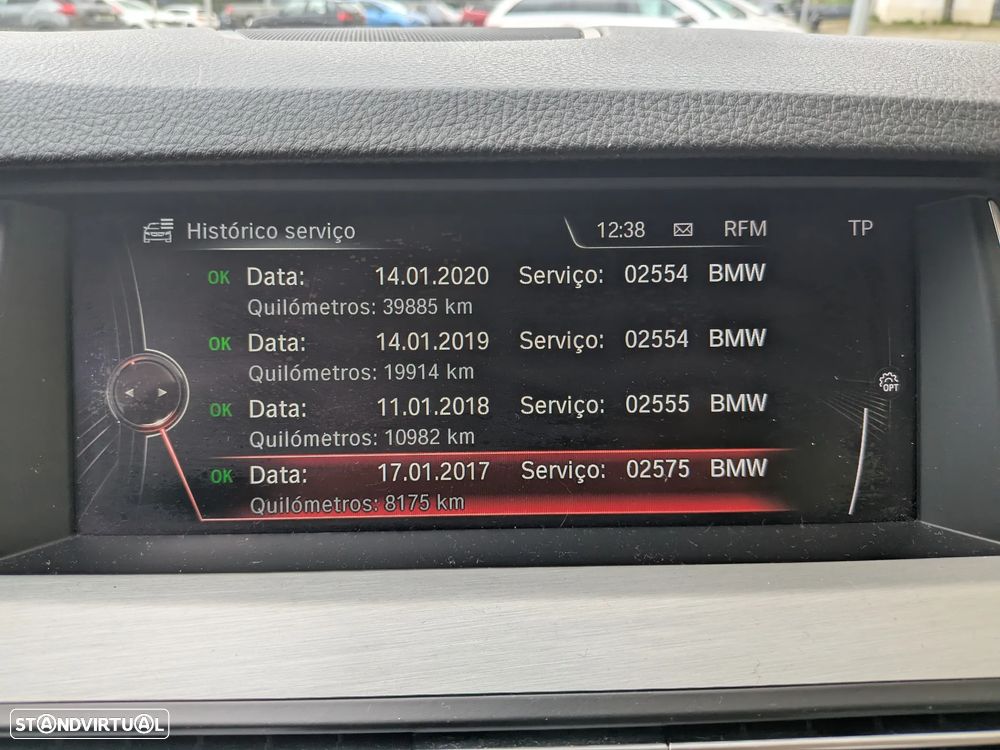 Histórico serviço 12:38 RFM TP
OK Data: 14.01.2020 Serviço: 02554 BMW
Quilómetros: 39885 km
OK Data: 14.01.2019 Serviço: 02554 BMW
Quilómetros: 19914 km
OK Data: 11.01.2018 Serviço: 02555 BMW
Quilómetros: 10982 km
OK Data: 17.01.2017 Serviço: 02575 BMW
Quilómetros: 8175 km
OPT
STANDVIRTUAL